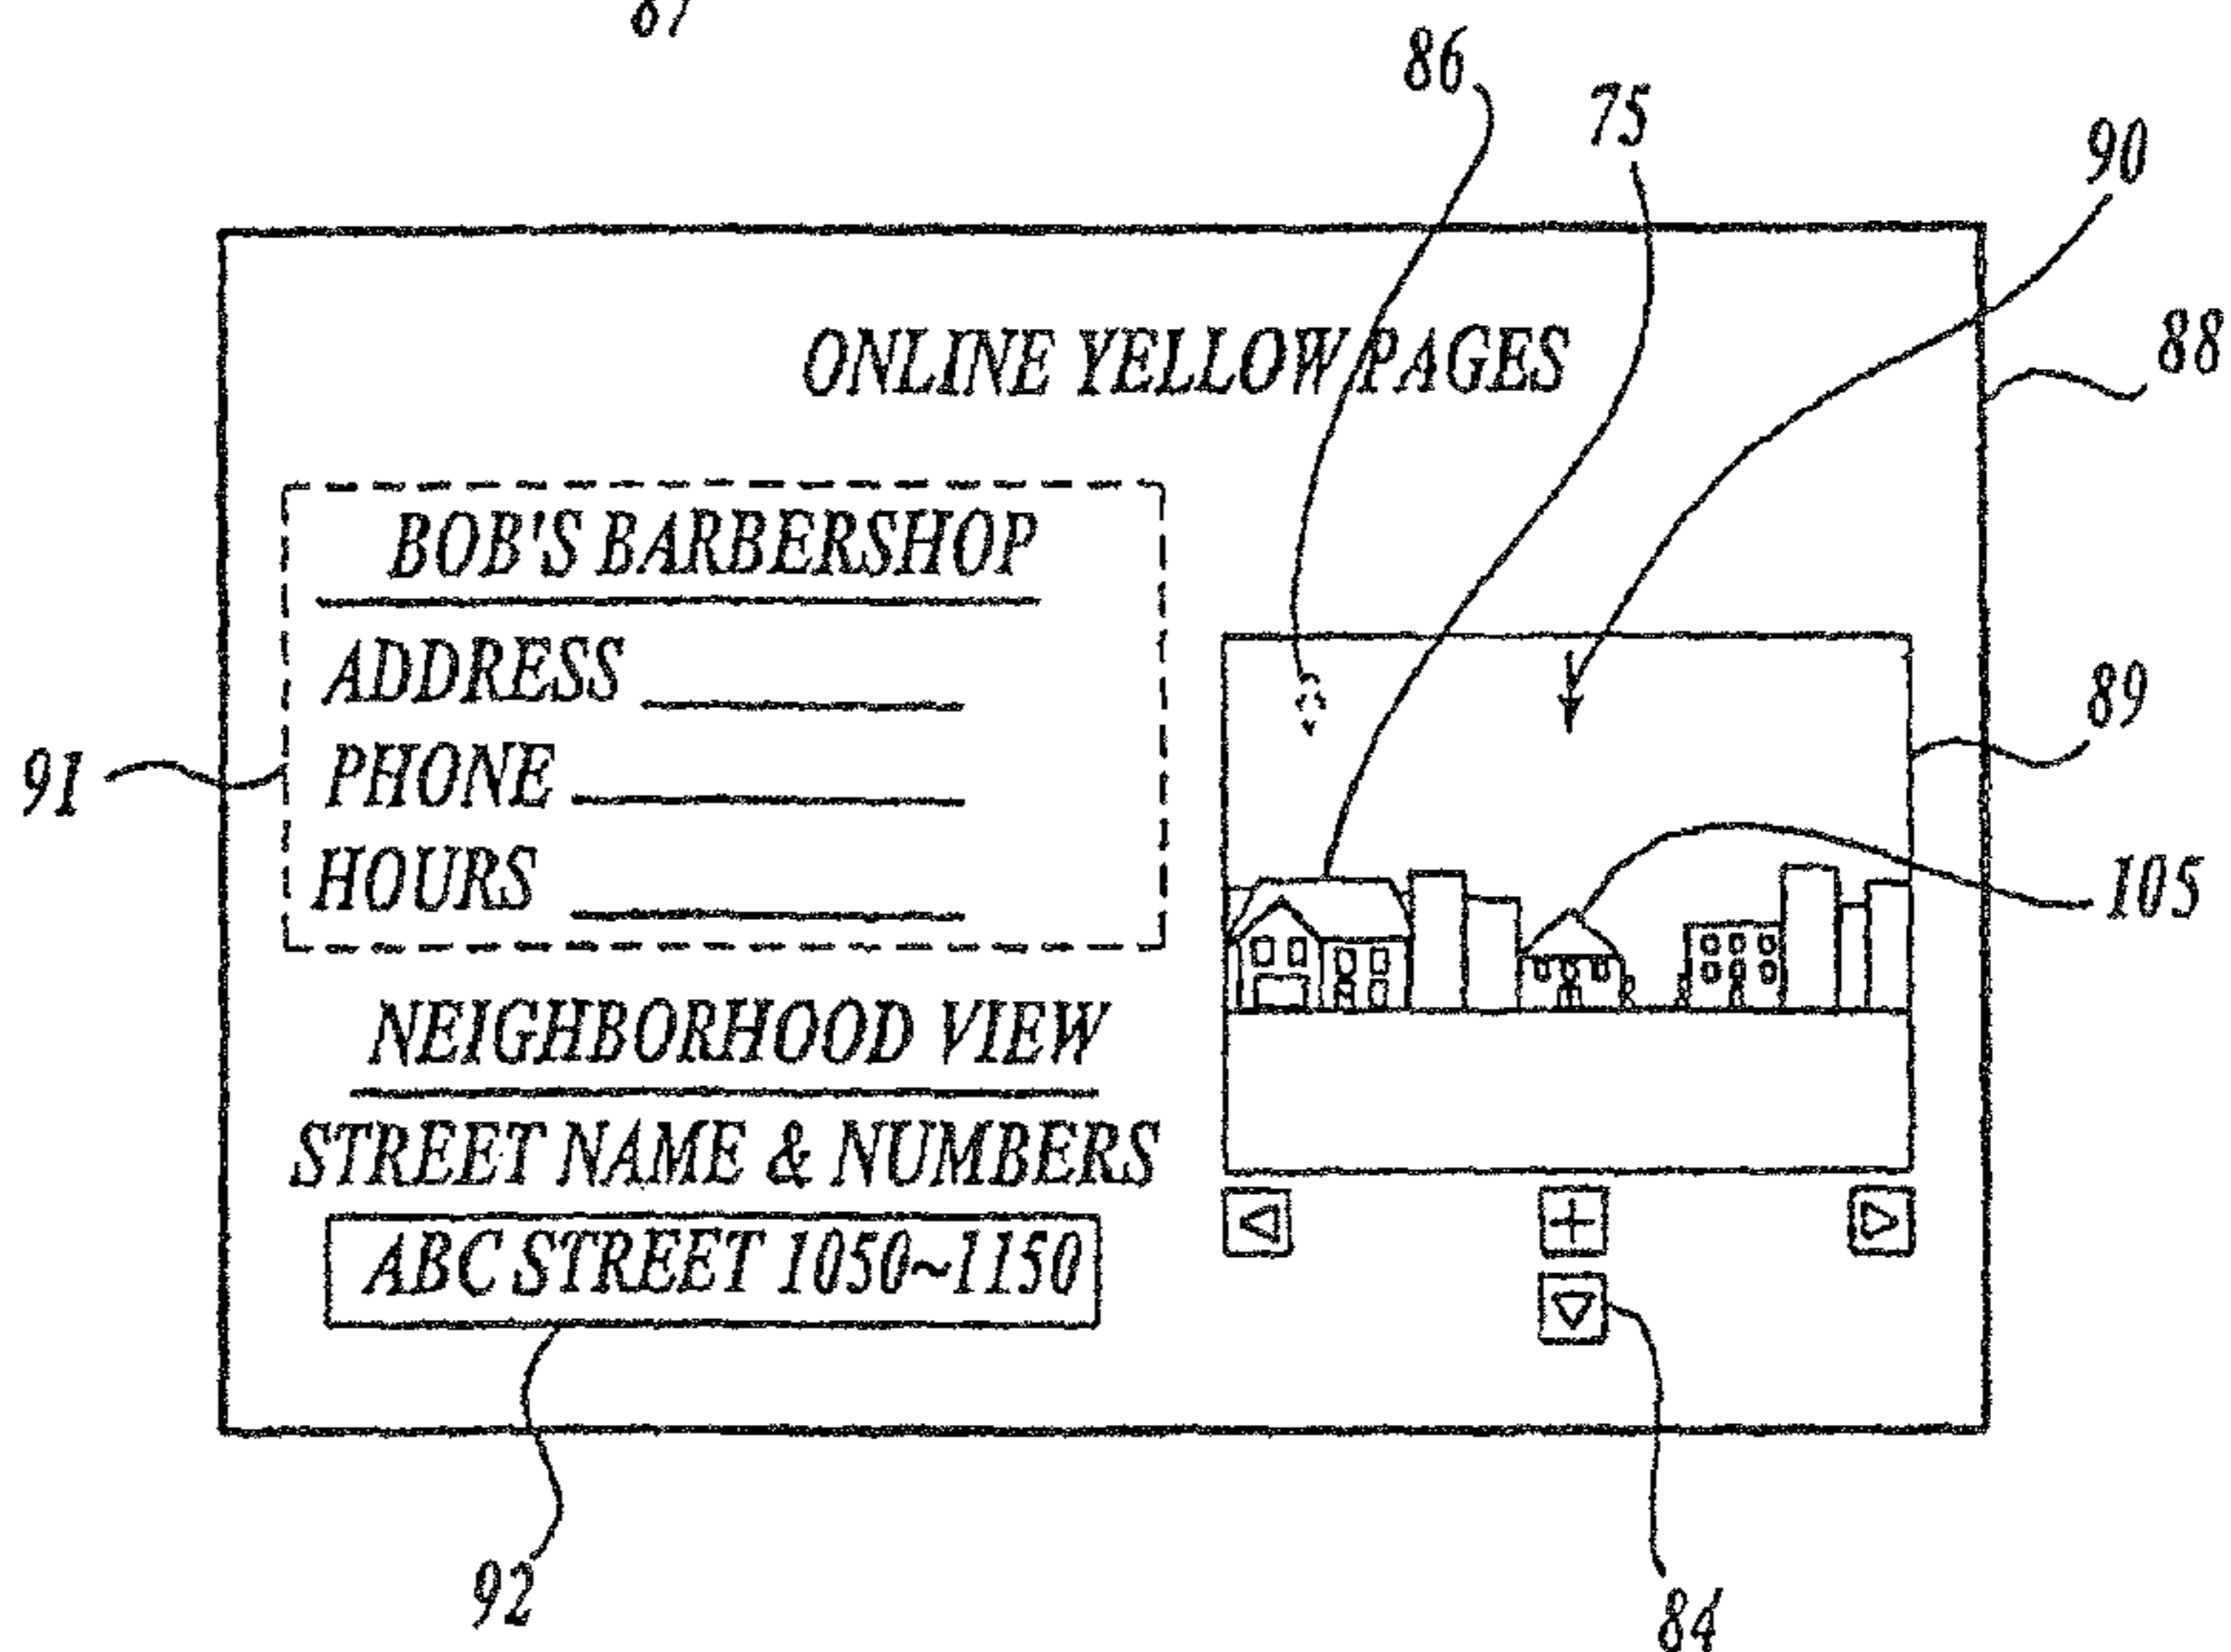 87
86
75
90
88
ONLINE YELLOW PAGES
BOB'S BARBERSHOP
ADDRESS
PHONE
HOURS
91
89
105
NEIGHBORHOOD VIEW
STREET NAME & NUMBERS
ABC STREET 1050~1150
92
84